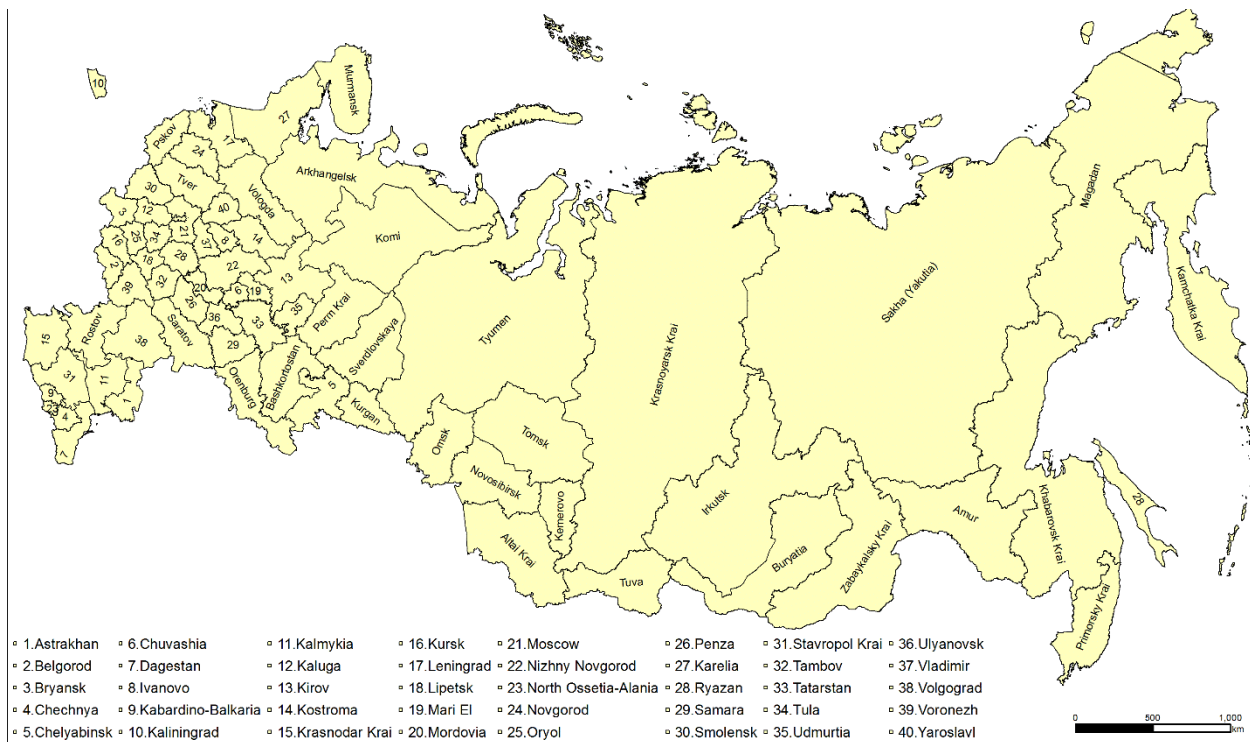 10
Murmansk
27
Pskov
17
24
Arkhangelsk
Tver
30
Vologda
3
12
40
16
25
34
21
37
8
14
Komi
18
28
22
13
2
39
32
20
6
19
26
36
33
35
Perm Krai
Sverdlovskaya
Tyumen
Krasnoyarsk Krai
Sakha (Yakutia)
Magadan
Kamchatka Krai
15
Rostov
38
Saratov
29
Orenburg
Bashkortostan
5
Kurgan
31
11
1
9
23
4
7
Omsk
Tomsk
Novosibirsk
Kemerovo
Altai Krai
Tuva
Irkutsk
Buryatia
Zabaykalsky Krai
Amur
Khabarovsk Krai
28
Primorsky Krai
1.Astrakhan 6.Chuvashia 11.Kalmykia 16.Kursk 21.Moscow 26.Penza 31.Stavropol Krai 36.Ulyanovsk
2.Belgorod 7.Dagestan 12.Kaluga 17.Leningrad 22.Nizhny Novgorod 27.Karelia 32.Tambov 37.Vladimir
3.Bryansk 8.Ivanovo 13.Kirov 18.Lipetsk 23.North Ossetia-Alania 28.Ryazan 33.Tatarstan 38.Volgograd
4.Chechnya 9.Kabardino-Balkaria 14.Kostroma 19.Mari El 24.Novgorod 29.Samara 34.Tula 39.Voronezh
5.Chelyabinsk 10.Kaliningrad 15.Krasnodar Krai 20.Mordovia 25.Oryol 30.Smolensk 35.Udmurtia 40.Yaroslavl
0 500 1,000
km